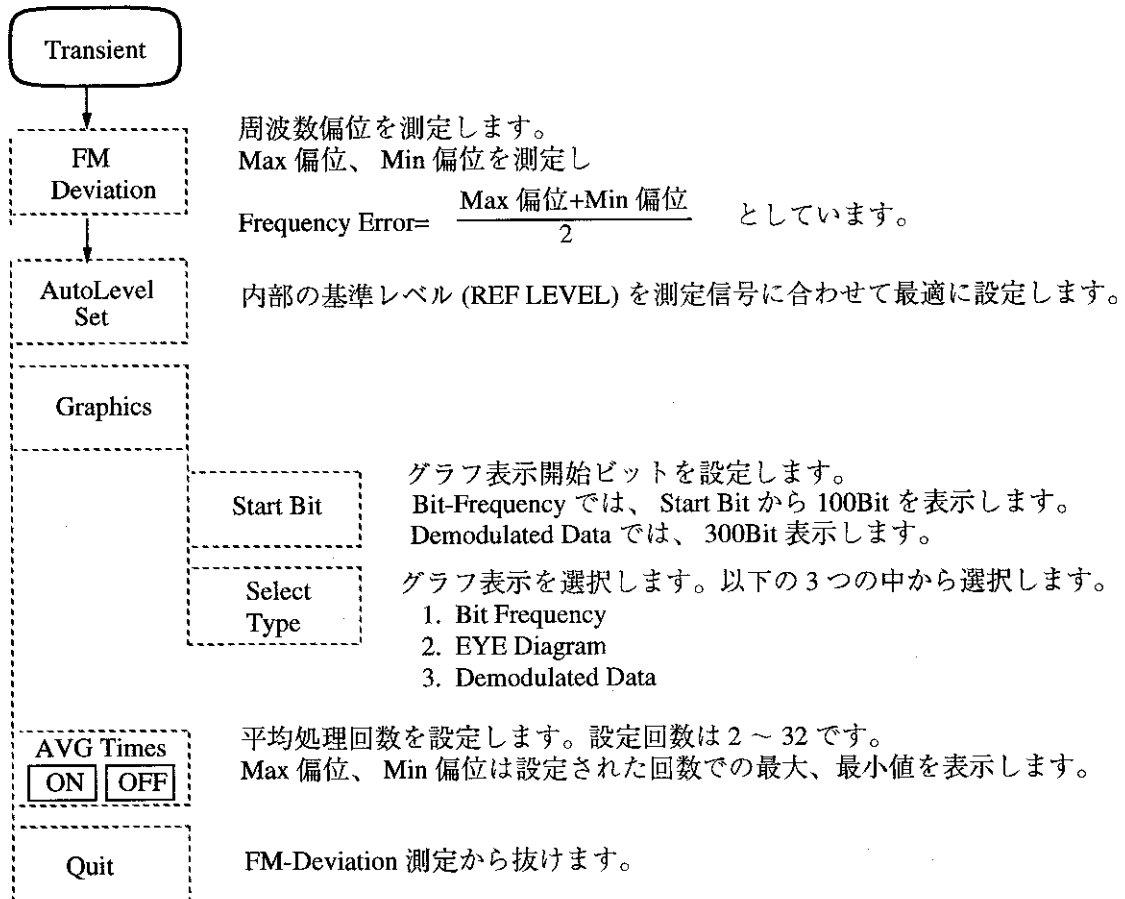 Transient
FM
Deviation
周波数偏位を測定します。
Max 偏位、 Min 偏位を測定し
Frequency Error= Max 偏位+Min 偏位
2
としています。
AutoLevel
Set
内部の基準レベル (REF LEVEL) を測定信号に合わせて最適に設定します。
Graphics
Start Bit
グラフ表示開始ビットを設定します。
Bit-Frequency では、 Start Bit から 100Bit を表示します。
Demodulated Data では、 300Bit 表示します。
Select
Type
グラフ表示を選択します。以下の 3 つの中から選択します。
1. Bit Frequency
2. EYE Diagram
3. Demodulated Data
AVG Times
ON OFF
平均処理回数を設定します。設定回数は 2 ～ 32 です。
Max 偏位、 Min 偏位は設定された回数での最大、最小値を表示します。
Quit
FM-Deviation 測定から抜けます。